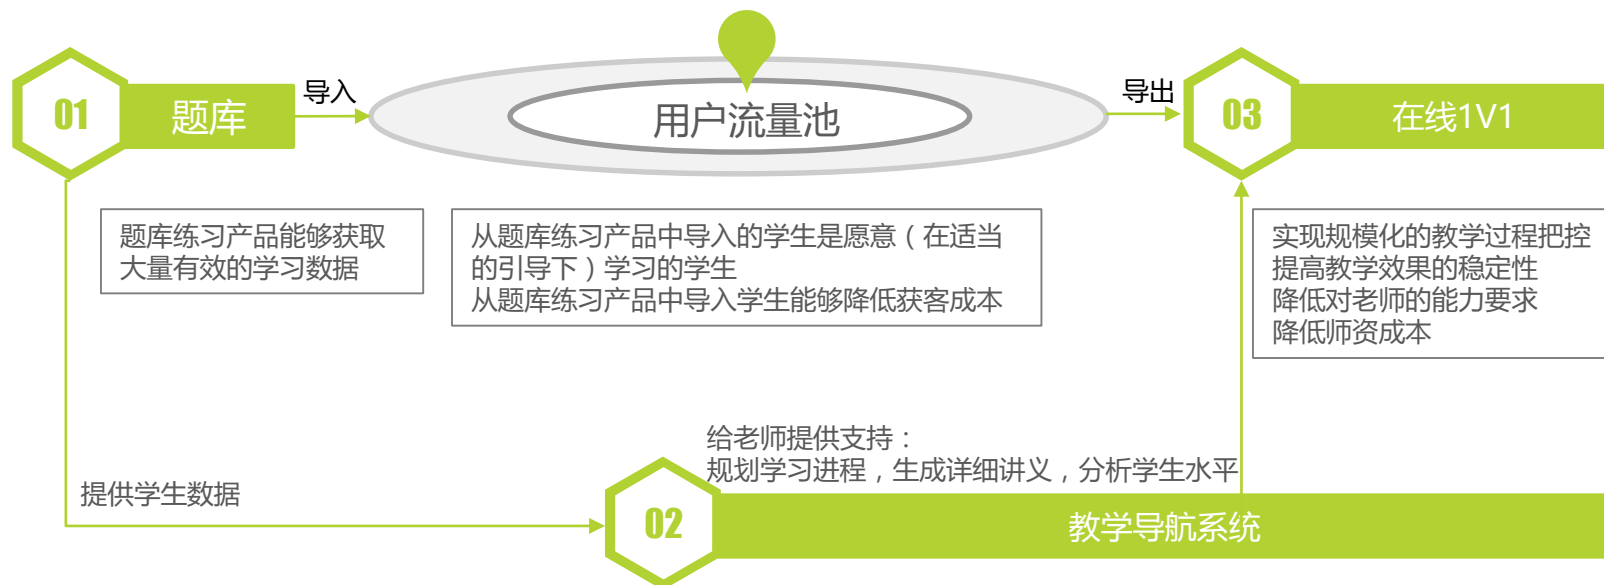 01
题库
导入
用户流量池
导出
03
在线1V1
题库练习产品能够获取
大量有效的学习数据
从题库练习产品中导入的学生是愿意（在适当
的引导下）学习的学生
从题库练习产品中导入学生能够降低获客成本
实现规模化的教学过程把控
提高教学效果的稳定性
降低对老师的能力要求
降低师资成本
给老师提供支持：
规划学习进程，生成详细讲义，分析学生水平
提供学生数据
02
教学导航系统